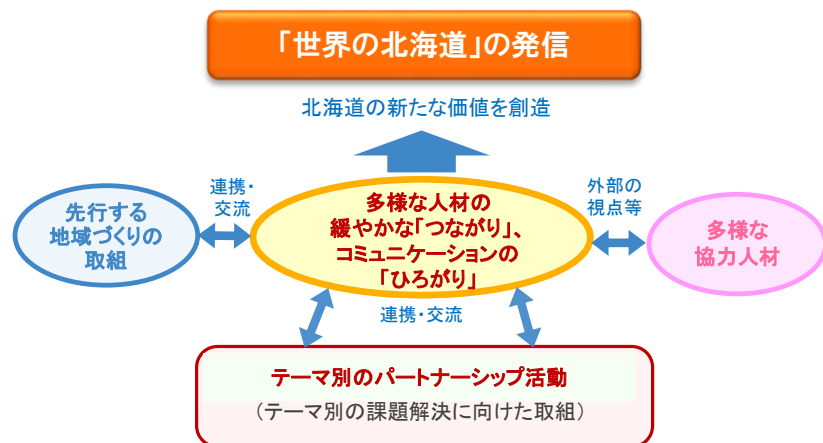 「世界の北海道」の発信
北海道の新たな価値を創造
先行する
地域づくりの
取組
連携・
交流
多様な人材の
緩やかな「つながり」、
コミュニケーションの
「ひろがり」
外部の
視点等
多様な
協力人材
連携・交流
テーマ別のパートナーシップ活動
（テーマ別の課題解決に向けた取組）